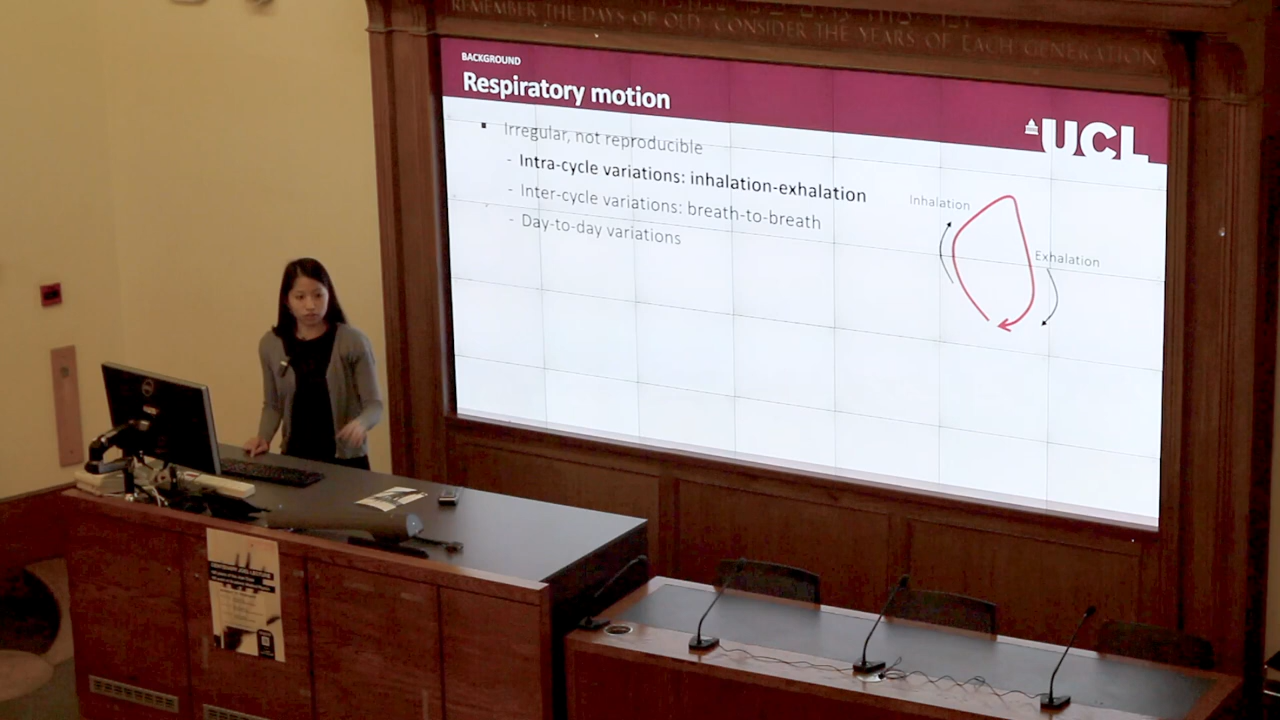 REMEMBER THE DAYS OF OLD, CONSIDER THE YEARS OF EACH GENERATION
BACKGROUND
Respiratory motion
UCL
Irregular, not reproducible
- Intra-cycle variations: inhalation-exhalation
- Inter-cycle variations: breath-to-breath
- Day-to-day variations
Inhalation
Exhalation